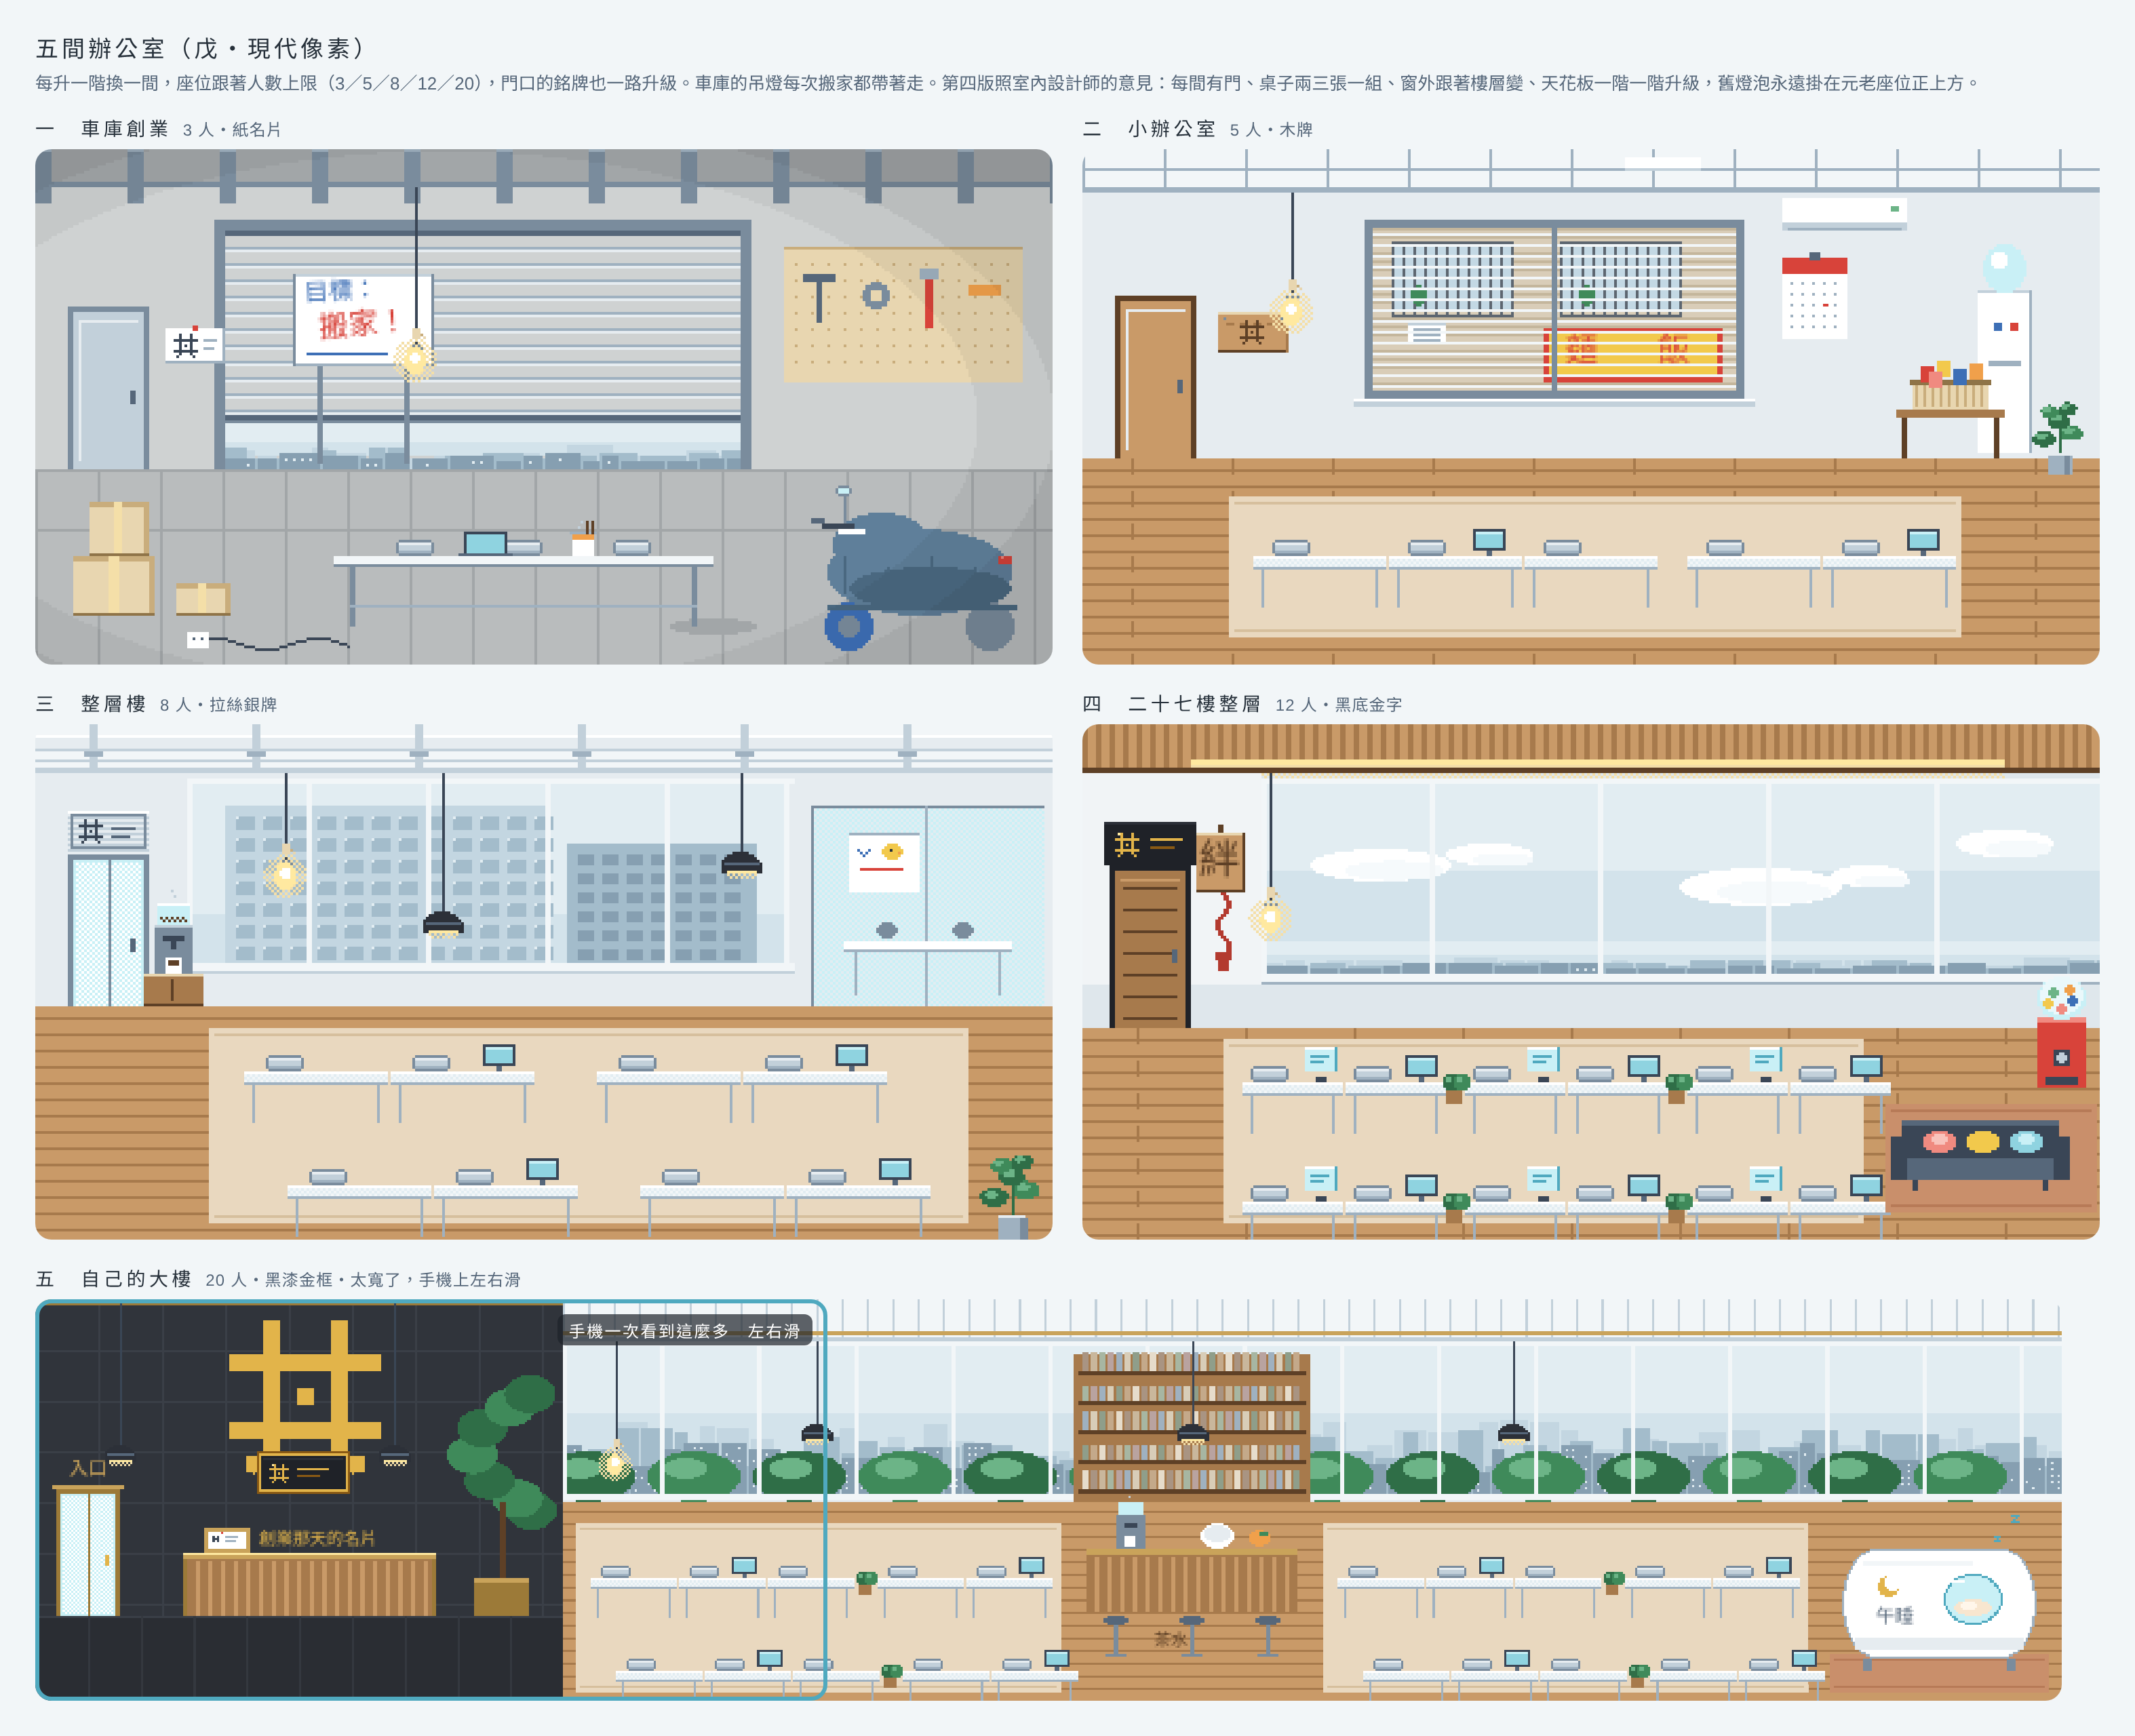 五間辦公室（戊・現代像素）
每升一階換一間，座位跟著人數上限（3／5／8／12／20），門口的銘牌也一路升級。車庫的吊燈每次搬家都帶著走。第四版照室內設計師的意見：每間有門、桌子兩三張一組、窗外跟著樓層變、天花板一階一階升級，舊燈泡永遠掛在元老座位正上方。
一 車庫創業 3 人・紙名片
目標：
搬家！
井
二 小辦公室 5 人・木牌
井
麵 飯
三 整層樓 8 人・拉絲銀牌
井
四 二十七樓整層 12 人・黑底金字
井
絆
五 自己的大樓 20 人・黑漆金框・太寬了，手機上左右滑
手機一次看到這麼多 左右滑
井
入口
井
創業那天的名片
茶水
z
z
午睡